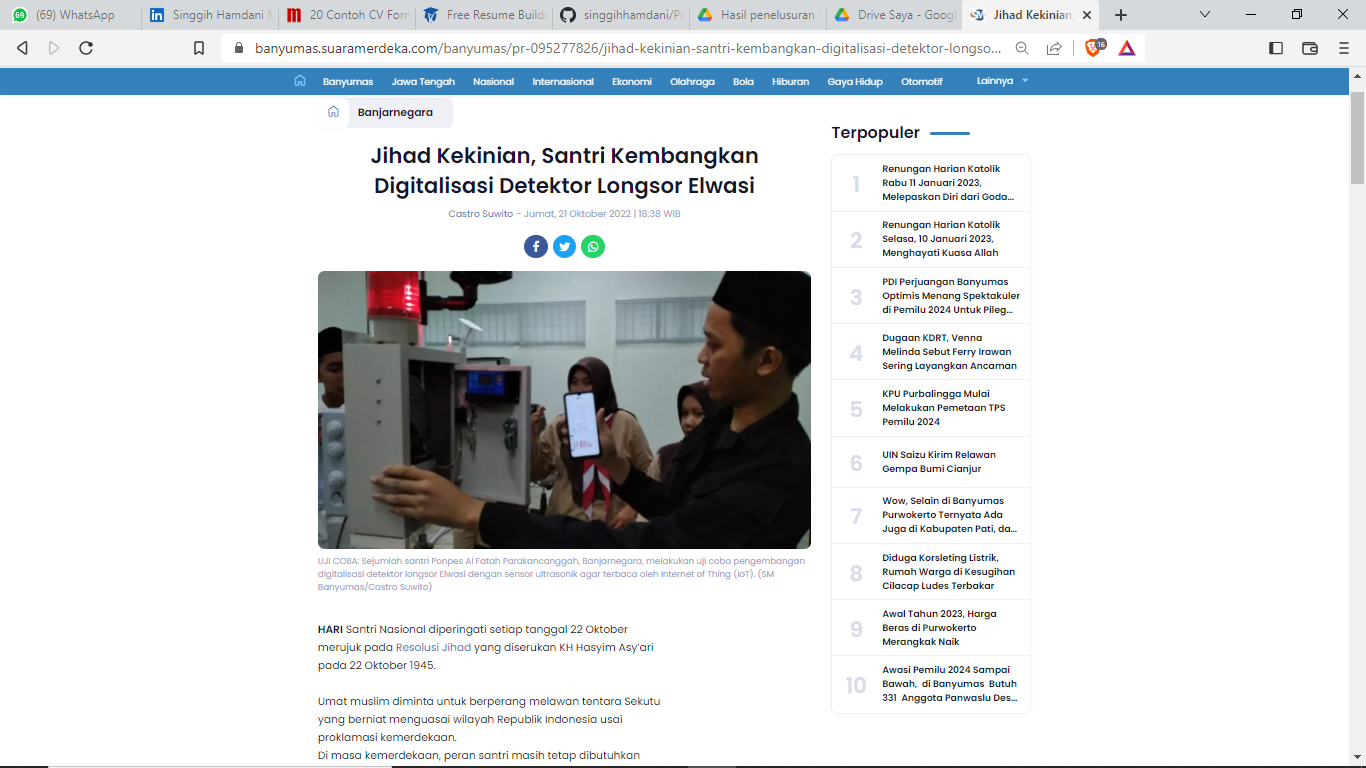 (69) WhatsApp
Singgih Hamdani
20 Contoh CV For
Free Resume Builde
singgihhamdani/Po
Hasil penelusuran -
Drive Saya - Google
Jihad Kekinian,
banyumas.suaramerdeka.com/banyumas/pr-095277826/jihad-kekinian-santri-kembangkan-digitalisasi-detektor-longso...
16
Banyumas Jawa Tengah Nasional Internasional Ekonomi Olahraga Bola Hiburan Gaya Hidup Otomotif Lainnya
Banjarnegara
Jihad Kekinian, Santri Kembangkan
Digitalisasi Detektor Longsor Elwasi
Castro Suwito - Jumat, 21 Oktober 2022 | 18:38 WIB
UJI COBA: Sejumlah santri Ponpes Al Fatah Parakancanggah, Banjarnegara, melakukan uji coba pengembangan
digitalisasi detektor longsor Elwasi dengan sensor ultrasonik agar terbaca oleh Internet of Thing (IoT). (SM
Banyumas/Castro Suwito)
HARI Santri Nasional diperingati setiap tanggal 22 Oktober
merujuk pada Resolusi Jihad yang diserukan KH Hasyim Asy'ari
pada 22 Oktober 1945.
Umat muslim diminta untuk berperang melawan tentara Sekutu
yang berniat menguasai wilayah Republik Indonesia usai
proklamasi kemerdekaan.
Di masa kemerdekaan, peran santri masih tetap dibutuhkan
Terpopuler
1
Renungan Harian Katolik
Rabu 11 Januari 2023,
Melepaskan Diri dari Goda...
2
Renungan Harian Katolik
Selasa, 10 Januari 2023,
Menghayati Kuasa Allah
3
PDI Perjuangan Banyumas
Optimis Menang Spektakuler
di Pemilu 2024 Untuk Pileg...
4
Dugaan KDRT, Venna
Melinda Sebut Ferry Irawan
Sering Layangkan Ancaman
5
KPU Purbalingga Mulai
Melakukan Pemetaan TPS
Pemilu 2024
6
UIN Saizu Kirim Relawan
Gempa Bumi Cianjur
7
Wow, Selain di Banyumas
Purwokerto Ternyata Ada
Juga di Kabupaten Pati, da...
8
Diduga Korsleting Listrik,
Rumah Warga di Kesugihan
Cilacap Ludes Terbakar
9
Awal Tahun 2023, Harga
Beras di Purwokerto
Merangkak Naik
10
Awasi Pemilu 2024 Sampai
Bawah, di Banyumas Butuh
331 Anggota Panwaslu Des...